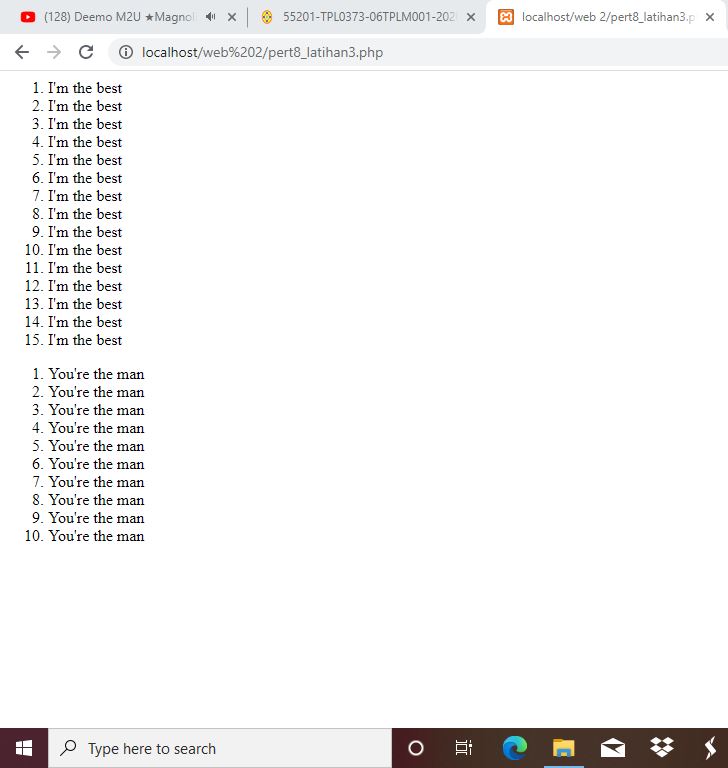 (128) Deemo M2U ★Magnol
55201-TPL0373-06TPLM001-202
localhost/web 2/pert8_latihan3.p
localhost/web%202/pert8_latihan3.php
1. I'm the best
2. I'm the best
3. I'm the best
4. I'm the best
5. I'm the best
6. I'm the best
7. I'm the best
8. I'm the best
9. I'm the best
10. I'm the best
11. I'm the best
12. I'm the best
13. I'm the best
14. I'm the best
15. I'm the best
1. You're the man
2. You're the man
3. You're the man
4. You're the man
5. You're the man
6. You're the man
7. You're the man
8. You're the man
9. You're the man
10. You're the man
Type here to search